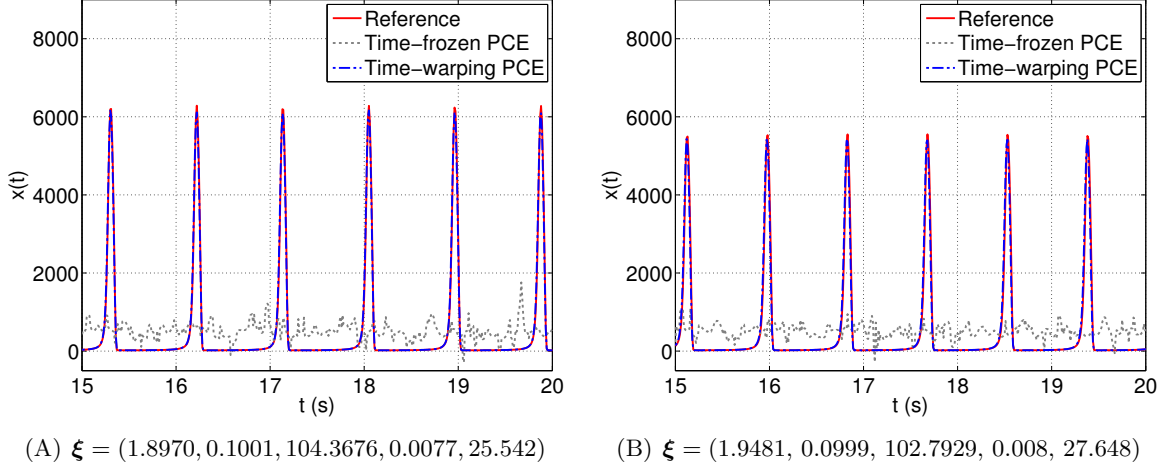 Reference
Time-frozen PCE
Time-warping PCE
8000
6000
4000
2000
0
x(t)
15 16 17 18 19 20
t (s)
(A) ξ = (1.8970, 0.1001, 104.3676, 0.0077, 25.542)
Reference
Time-frozen PCE
Time-warping PCE
8000
6000
4000
2000
0
x(t)
15 16 17 18 19 20
t (s)
(B) ξ = (1.9481, 0.0999, 102.7929, 0.008, 27.648)